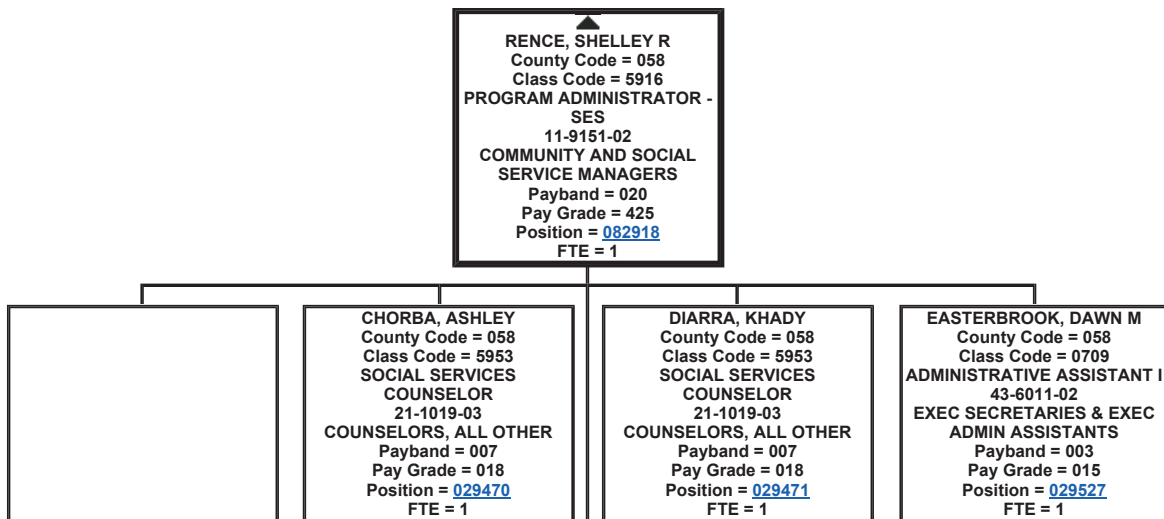 RENCE, SHELLEY R
County Code = 058
Class Code = 5916
PROGRAM ADMINISTRATOR -
SES
11-9151-02
COMMUNITY AND SOCIAL
SERVICE MANAGERS
Payband = 020
Pay Grade = 425
Position = 082918
FTE = 1
CHORBA, ASHLEY
County Code = 058
Class Code = 5953
SOCIAL SERVICES
COUNSELOR
21-1019-03
COUNSELORS, ALL OTHER
Payband = 007
Pay Grade = 018
Position = 029470
FTE = 1
DIARRA, KHADY
County Code = 058
Class Code = 5953
SOCIAL SERVICES
COUNSELOR
21-1019-03
COUNSELORS, ALL OTHER
Payband = 007
Pay Grade = 018
Position = 029471
FTE = 1
EASTERBROOK, DAWN M
County Code = 058
Class Code = 0709
ADMINISTRATIVE ASSISTANT I
43-6011-02
EXEC SECRETARIES & EXEC
ADMIN ASSISTANTS
Payband = 003
Pay Grade = 015
Position = 029527
FTE = 1